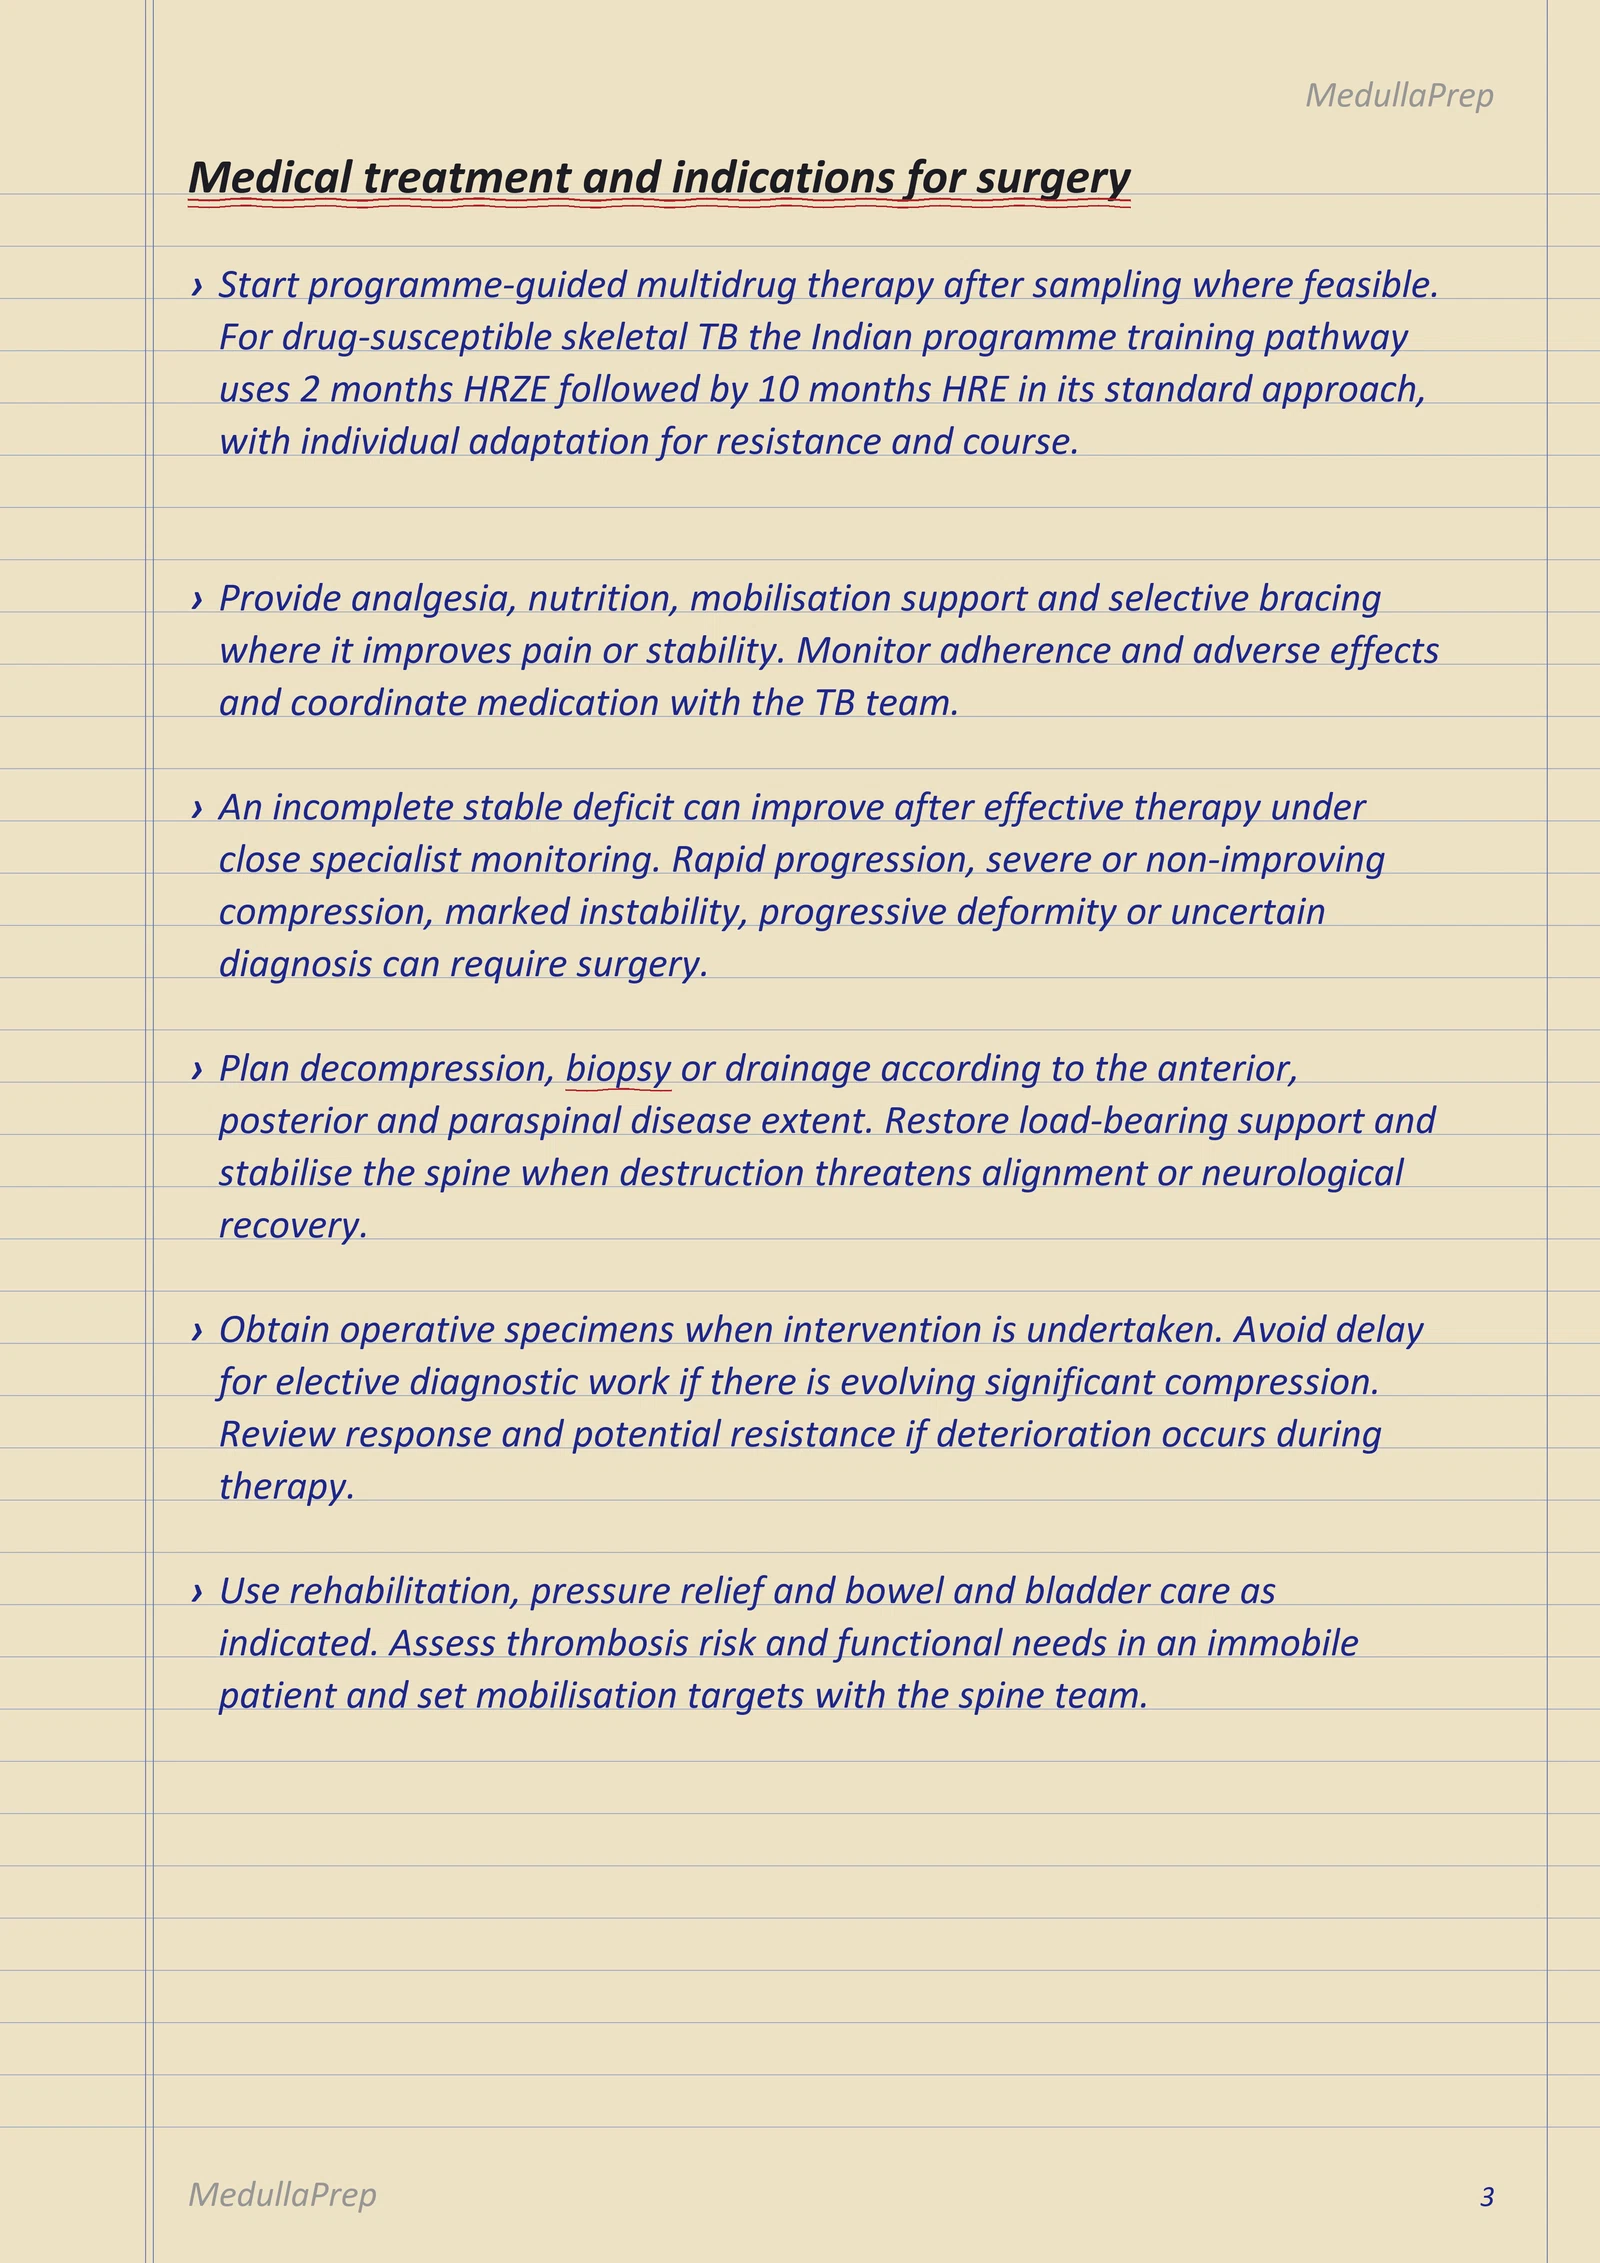 MedullaPrep
Medical treatment and indications for surgery
› Start programme-guided multidrug therapy after sampling where feasible.
For drug-susceptible skeletal TB the Indian programme training pathway
uses 2 months HRZE followed by 10 months HRE in its standard approach,
with individual adaptation for resistance and course.
› Provide analgesia, nutrition, mobilisation support and selective bracing
where it improves pain or stability. Monitor adherence and adverse effects
and coordinate medication with the TB team.
› An incomplete stable deficit can improve after effective therapy under
close specialist monitoring. Rapid progression, severe or non-improving
compression, marked instability, progressive deformity or uncertain
diagnosis can require surgery.
› Plan decompression, biopsy or drainage according to the anterior,
posterior and paraspinal disease extent. Restore load-bearing support and
stabilise the spine when destruction threatens alignment or neurological
recovery.
› Obtain operative specimens when intervention is undertaken. Avoid delay
for elective diagnostic work if there is evolving significant compression.
Review response and potential resistance if deterioration occurs during
therapy.
› Use rehabilitation, pressure relief and bowel and bladder care as
indicated. Assess thrombosis risk and functional needs in an immobile
patient and set mobilisation targets with the spine team.
MedullaPrep
3